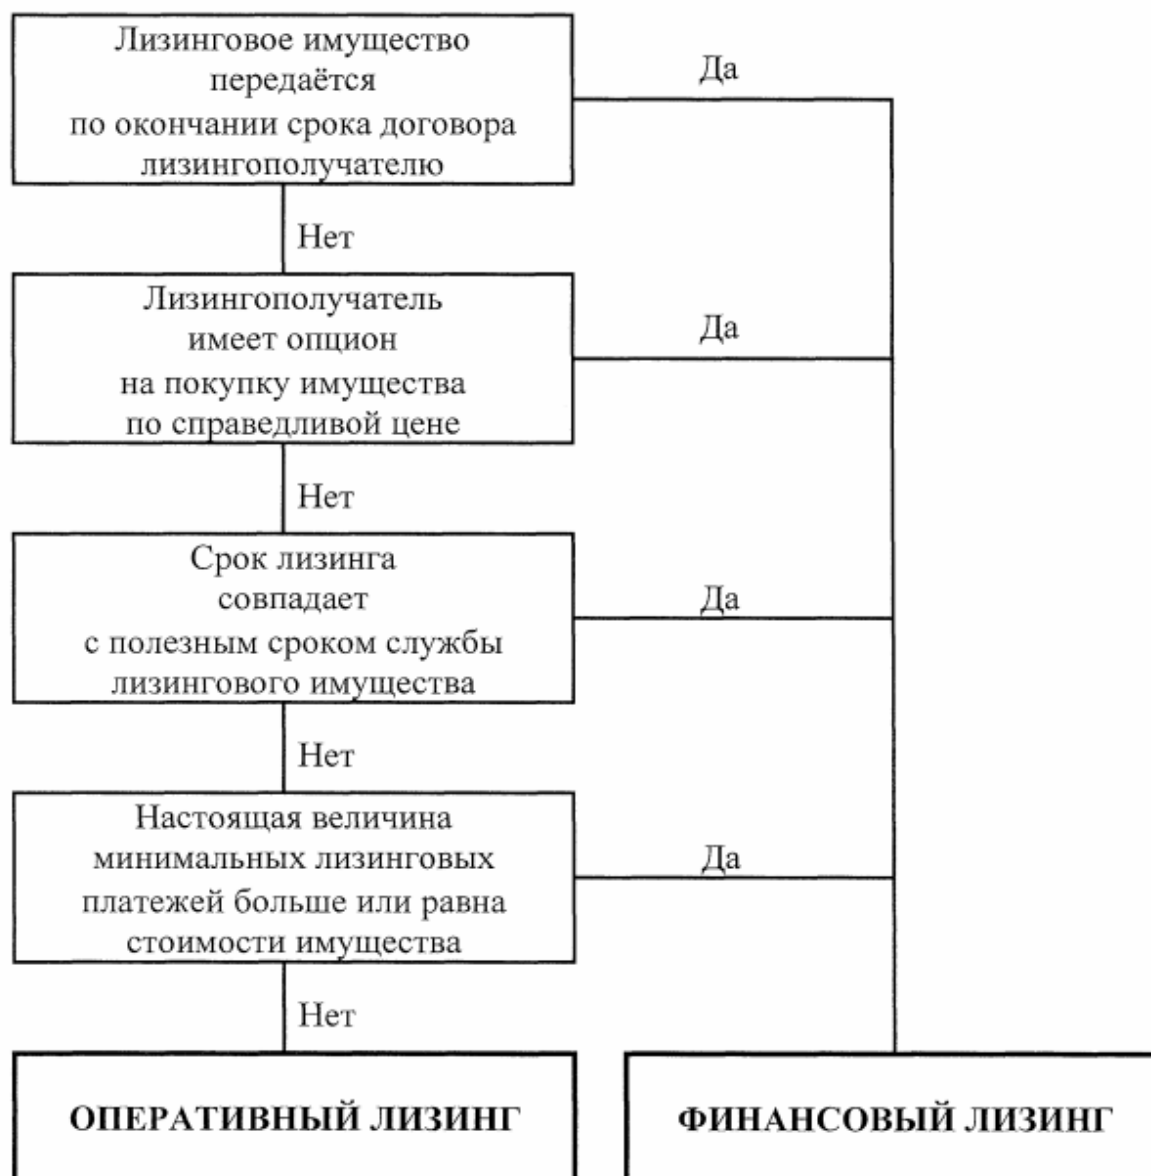 Лизинговое имущество
передаётся
по окончании срока договора
лизингополучателю
Да
Нет
Лизингополучатель
имеет опцион
на покупку имущества
по справедливой цене
Да
Нет
Срок лизинга
совпадает
с полезным сроком службы
лизингового имущества
Да
Нет
Настоящая величина
минимальных лизинговых
платежей больше или равна
стоимости имущества
Да
Нет
ОПЕРАТИВНЫЙ ЛИЗИНГ
ФИНАНСОВЫЙ ЛИЗИНГ